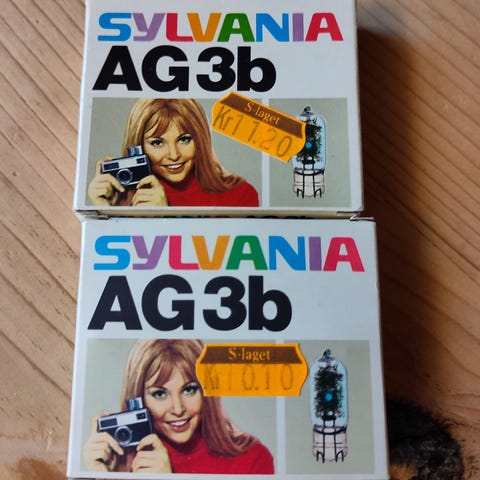 SYLVANIA
AG3b
S-laget
Kr 11.20
SYLVANIA
AG3b
S-laget
Kr 10.10